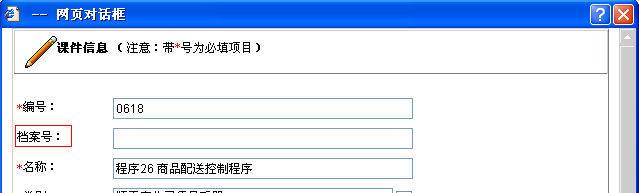 -- 网页对话框
课件信息 （注意：带*号为必填项目）
*编号： 0618
档案号：
*名称： 程序26 商品配送控制程序